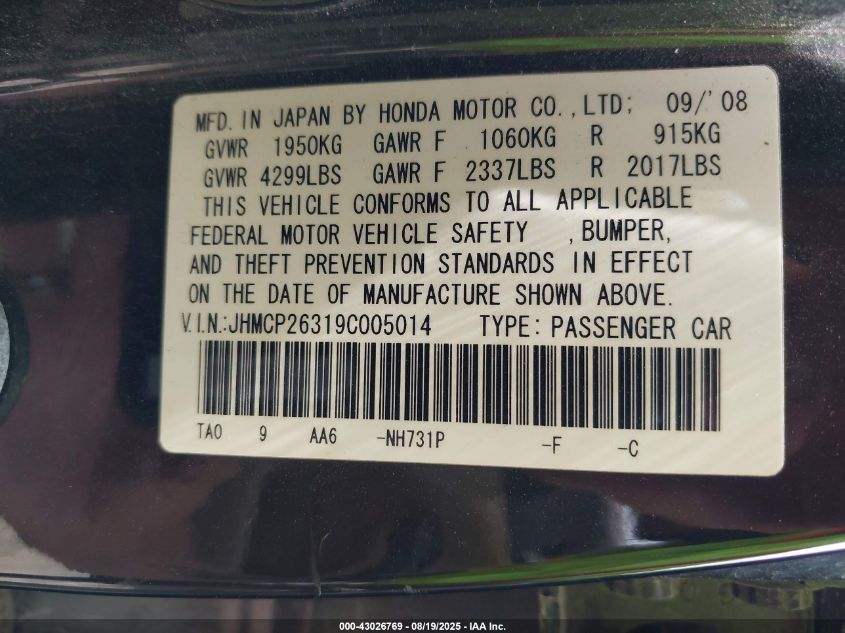 MFD. IN JAPAN BY HONDA MOTOR CO.,LTD: 09/'08
GVWR 1950KG GAWR F 1060KG R 915KG
GVWR 4299LBS GAWR F 2337LBS R 2017LBS
THIS VEHICLE CONFORMS TO ALL APPLICABLE
FEDERAL MOTOR VEHICLE SAFETY , BUMPER,
AND THEFT PREVENTION STANDARDS IN EFFECT
ON THE DATE OF MANUFACTURE SHOWN ABOVE.
V.I.N.:JHMCP26319C005014 TYPE: PASSENGER CAR
TA0 9 AA6 -NH731P -F -C
000-43026769 - 08/19/2025 - IAA Inc.